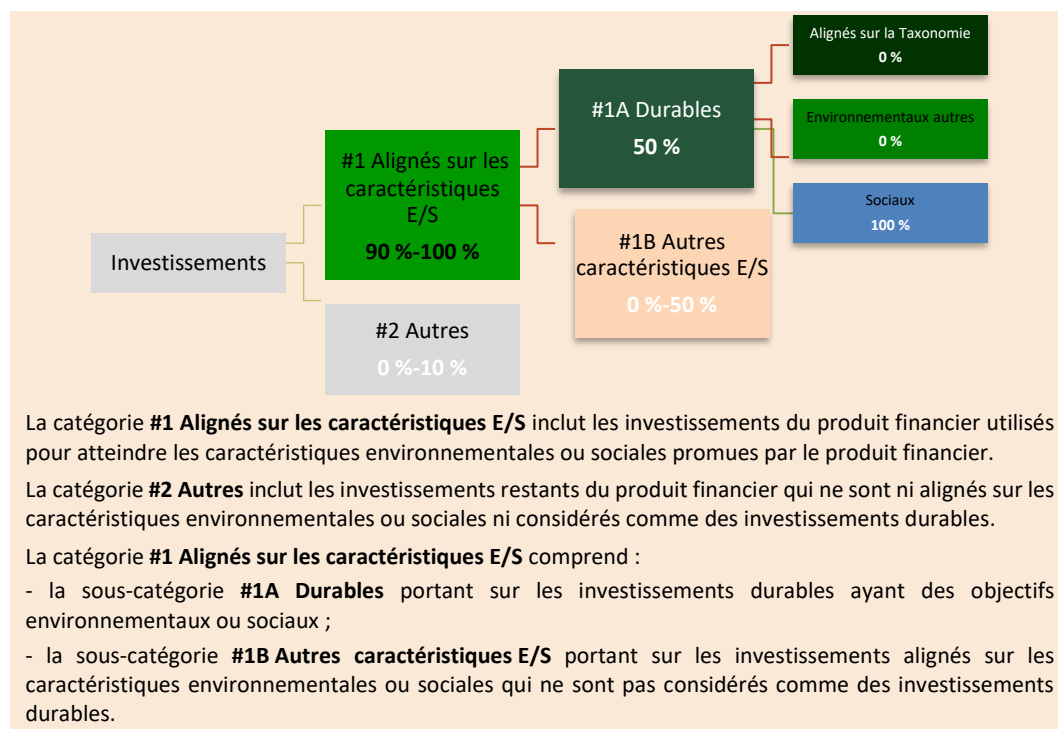 Alignés sur la Taxonomie
0 %
#1A Durables
50 %
Environnementaux autres
0 %
#1 Alignés sur les
caractéristiques
E/S
90 %-100 %
Sociaux
100 %
Investissements
#1B Autres
caractéristiques E/S
0 %-50 %
#2 Autres
0 %-10 %
La catégorie #1 Alignés sur les caractéristiques E/S inclut les investissements du produit financier utilisés
pour atteindre les caractéristiques environnementales ou sociales promues par le produit financier.
La catégorie #2 Autres inclut les investissements restants du produit financier qui ne sont ni alignés sur les
caractéristiques environnementales ou sociales ni considérés comme des investissements durables.
La catégorie #1 Alignés sur les caractéristiques E/S comprend :
- la sous-catégorie #1A Durables portant sur les investissements durables ayant des objectifs
environnementaux ou sociaux ;
- la sous-catégorie #1B Autres caractéristiques E/S portant sur les investissements alignés sur les
caractéristiques environnementales ou sociales qui ne sont pas considérés comme des investissements
durables.